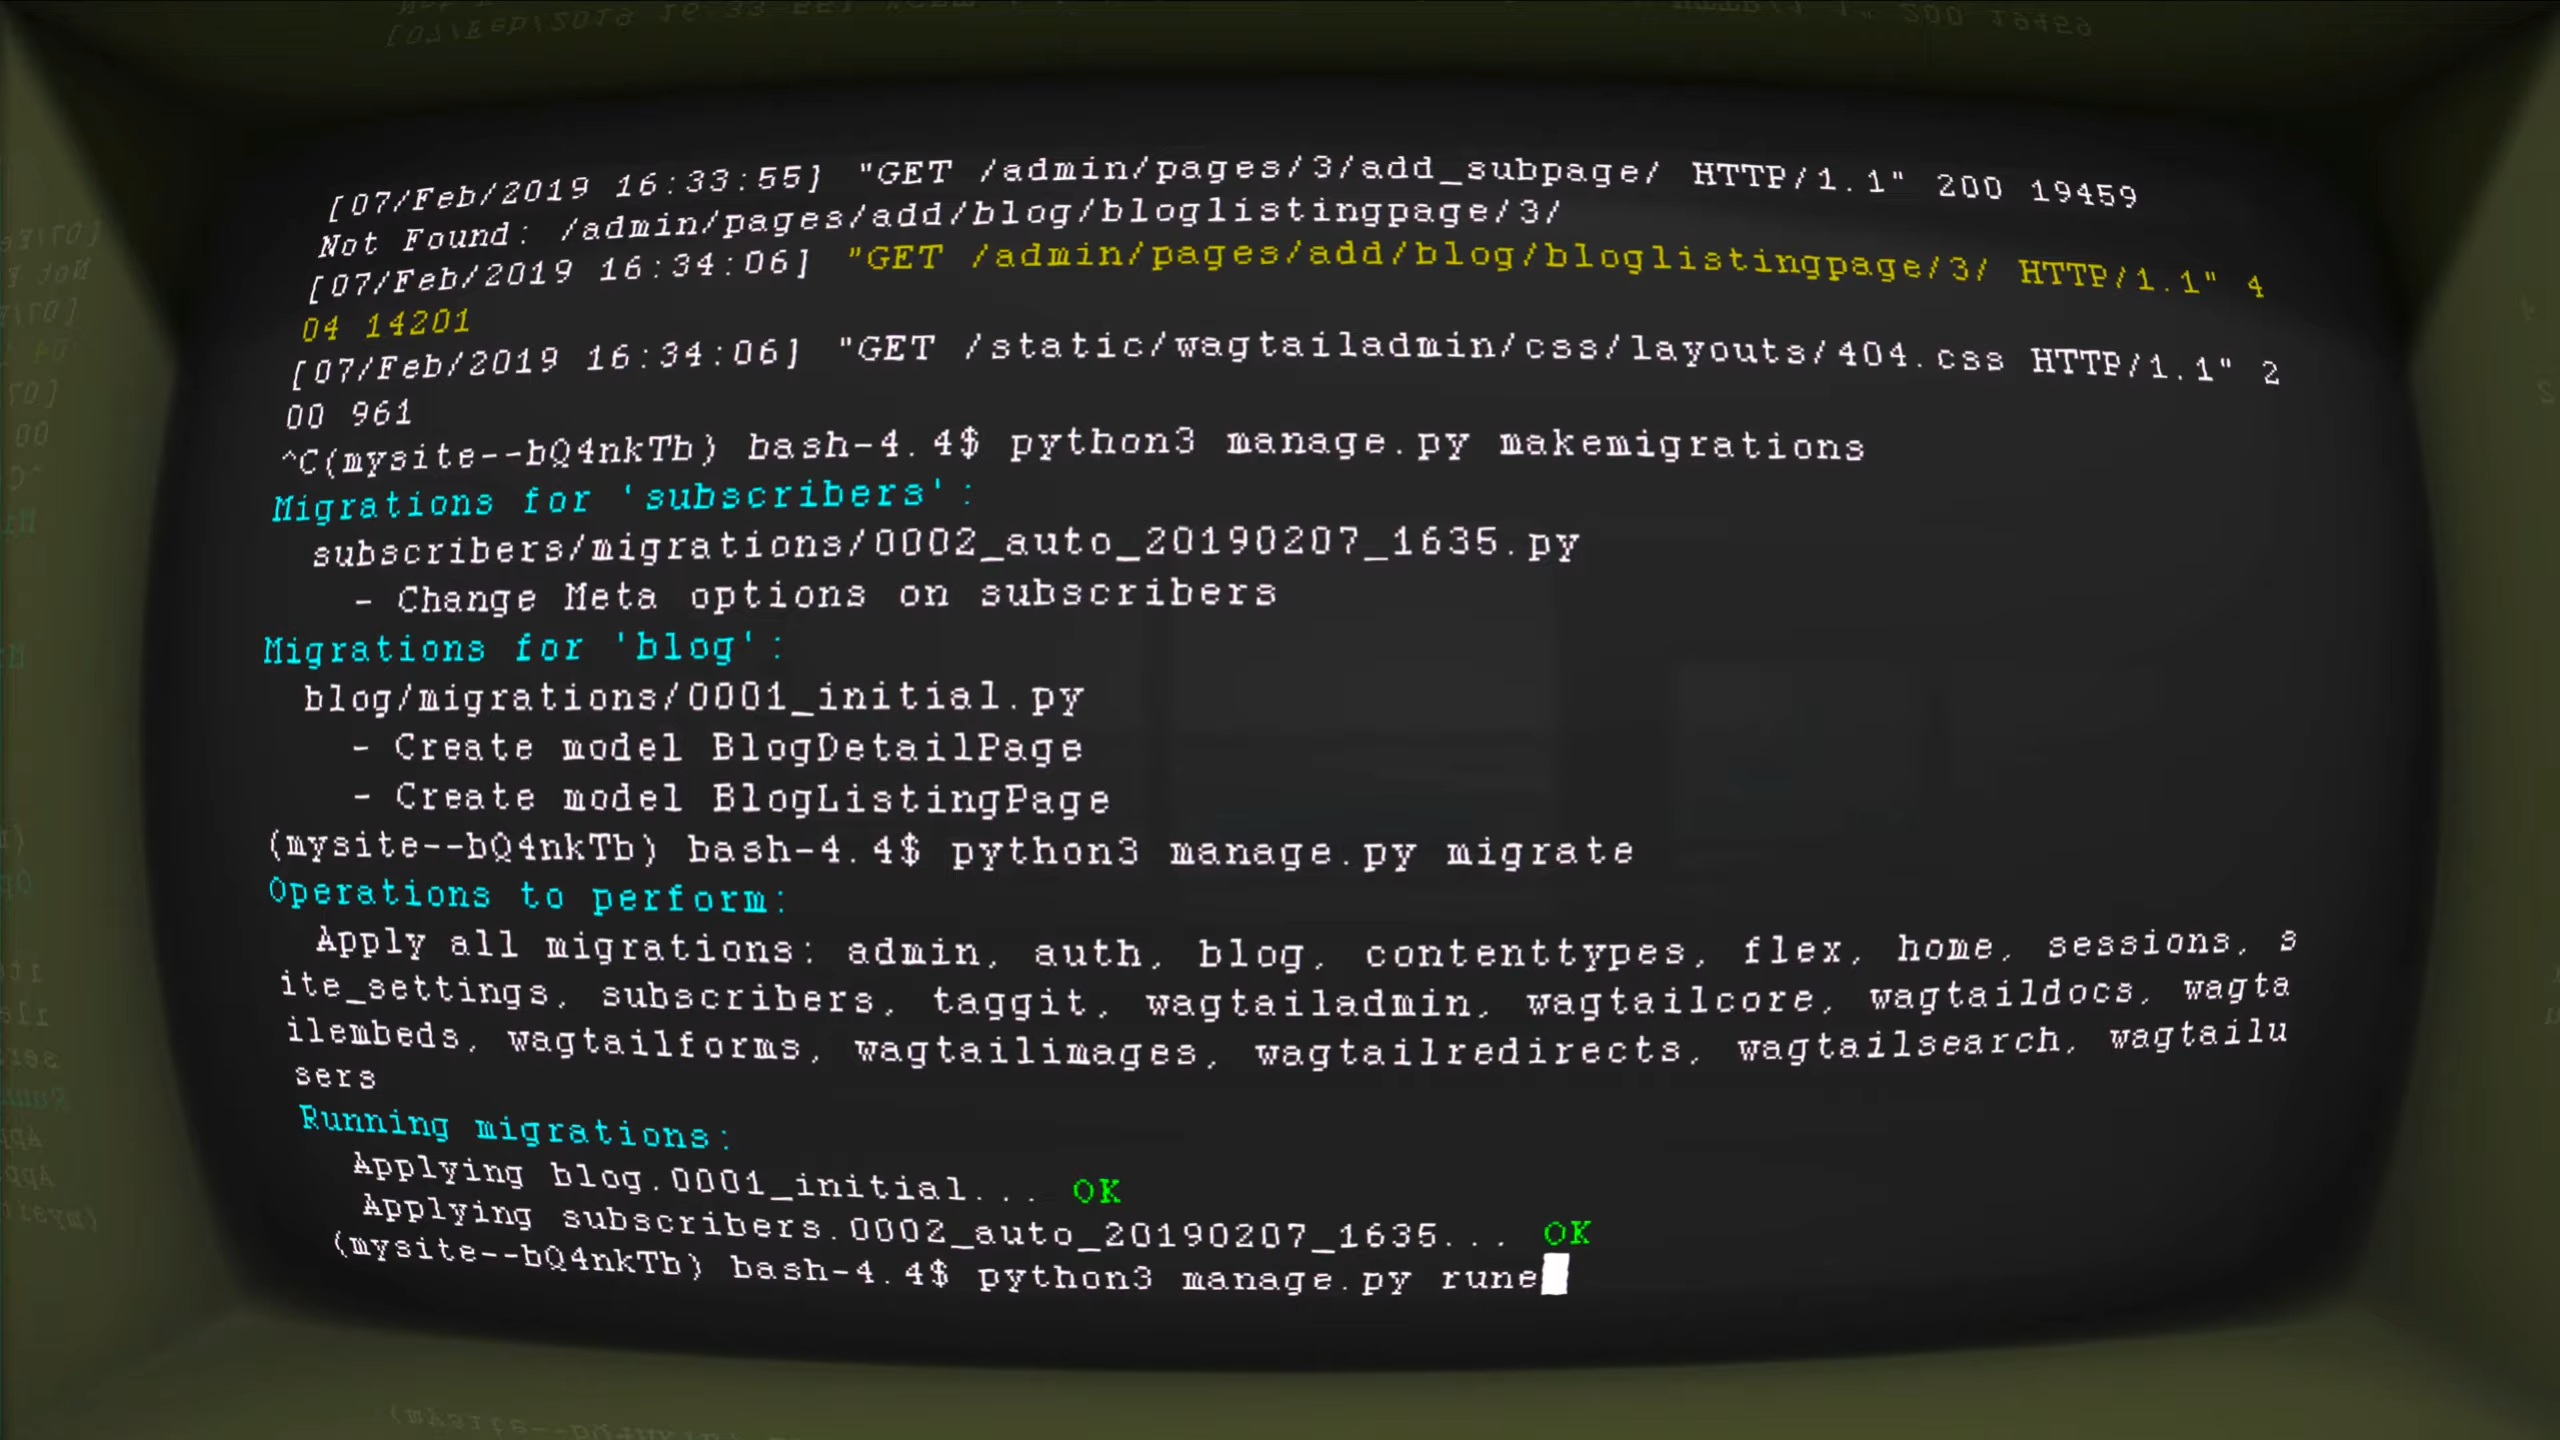 [07/Feb/2019 16:33:55] "GET /admin/pages/3/add_subpage/ HTTP/1.1" 200 19459
Not Found: /admin/pages/add/blog/bloglistingpage/3/
[07/Feb/2019 16:34:06] "GET /admin/pages/add/blog/bloglistingpage/3/ HTTP/1.1" 4
04 14201
[07/Feb/2019 16:34:06] "GET /static/wagtailadmin/css/layouts/404.css HTTP/1.1" 2
00 961
^C(mysite--bQ4nkTb) bash-4.4$ python3 manage.py makemigrations
Migrations for 'subscribers':
subscribers/migrations/0002_auto_20190207_1635.py
- Change Meta options on subscribers
Migrations for 'blog':
blog/migrations/0001_initial.py
- Create model BlogDetailPage
- Create model BlogListingPage
(mysite--bQ4nkTb) bash-4.4$ python3 manage.py migrate
Operations to perform:
Apply all migrations: admin, auth, blog, contenttypes, flex, home, sessions, s
ite_settings, subscribers, taggit, wagtailadmin, wagtailcore, wagtaildocs, wagta
ilembeds, wagtailforms, wagtailimages, wagtailredirects, wagtailsearch, wagtailu
sers
Running migrations:
Applying blog.0001_initial... OK
Applying subscribers.0002_auto_20190207_1635... OK
(mysite--bQ4nkTb) bash-4.4$ python3 manage.py rune